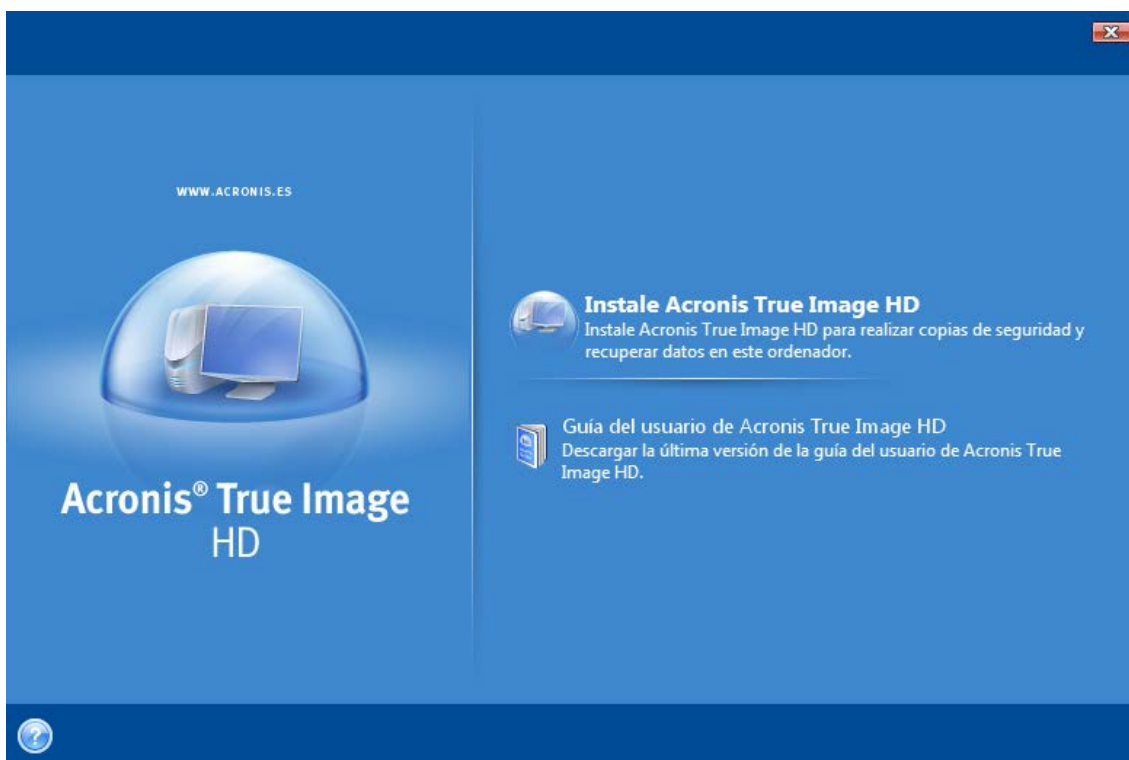 WWW.ACRONIS.ES
Acronis® True Image
HD
Instale Acronis True Image HD
Instale Acronis True Image HD para realizar copias de seguridad y
recuperar datos en este ordenador.
Guía del usuario de Acronis True Image HD
Descargar la última versión de la guía del usuario de Acronis True
Image HD.